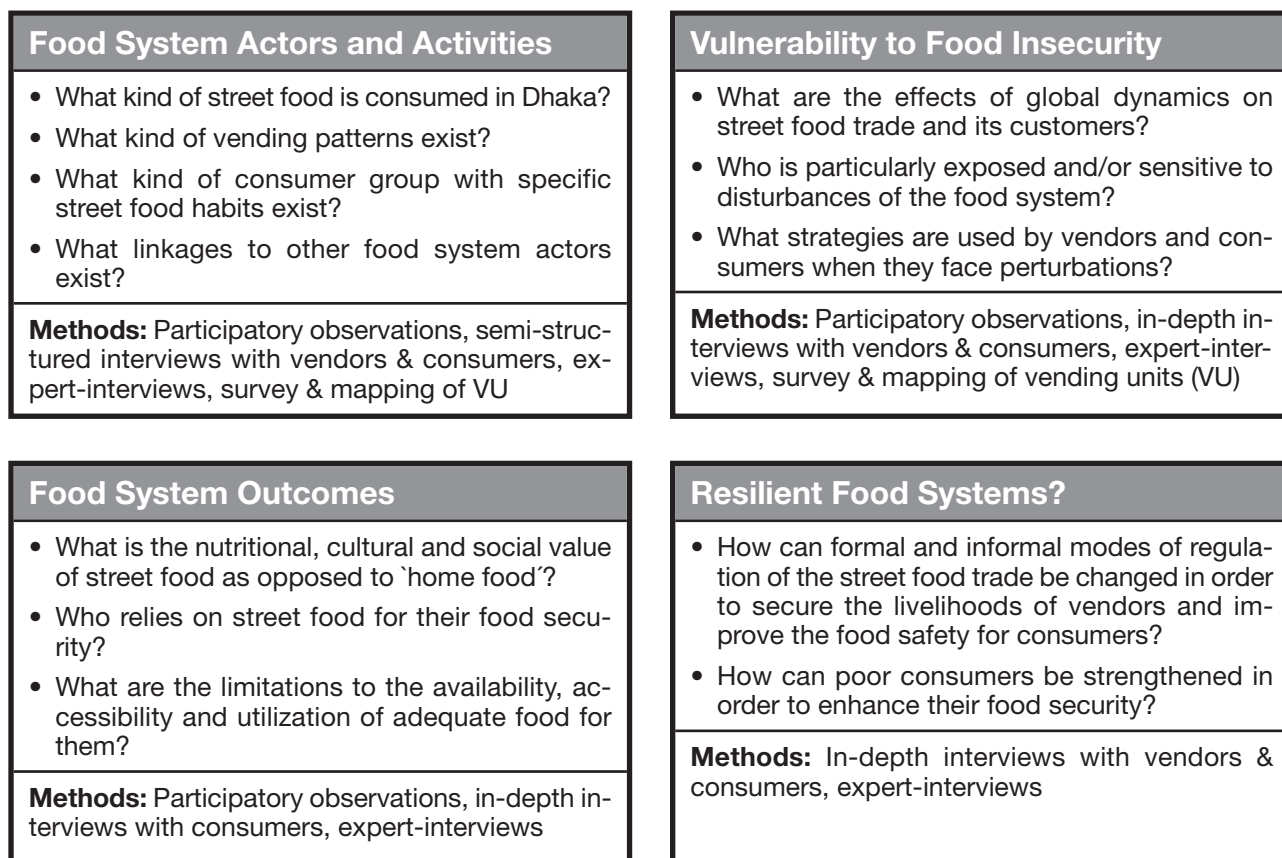 Food System Actors and Activities
• What kind of street food is consumed in Dhaka?
• What kind of vending patterns exist?
• What kind of consumer group with specific
street food habits exist?
• What linkages to other food system actors
exist?
Methods: Participatory observations, semi-struc-
tured interviews with vendors & consumers, ex-
pert-interviews, survey & mapping of VU
Vulnerability to Food Insecurity
• What are the effects of global dynamics on
street food trade and its customers?
• Who is particularly exposed and/or sensitive to
disturbances of the food system?
• What strategies are used by vendors and con-
sumers when they face perturbations?
Methods: Participatory observations, in-depth in-
terviews with vendors & consumers, expert-inter-
views, survey & mapping of vending units (VU)
Food System Outcomes
• What is the nutritional, cultural and social value
of street food as opposed to `home food´?
• Who relies on street food for their food secu-
rity?
• What are the limitations to the availability, ac-
cessibility and utilization of adequate food for
them?
Methods: Participatory observations, in-depth in-
terviews with consumers, expert-interviews
Resilient Food Systems?
• How can formal and informal modes of regula-
tion of the street food trade be changed in order
to secure the livelihoods of vendors and im-
prove the food safety for consumers?
• How can poor consumers be strengthened in
order to enhance their food security?
Methods: In-depth interviews with vendors &
consumers, expert-interviews